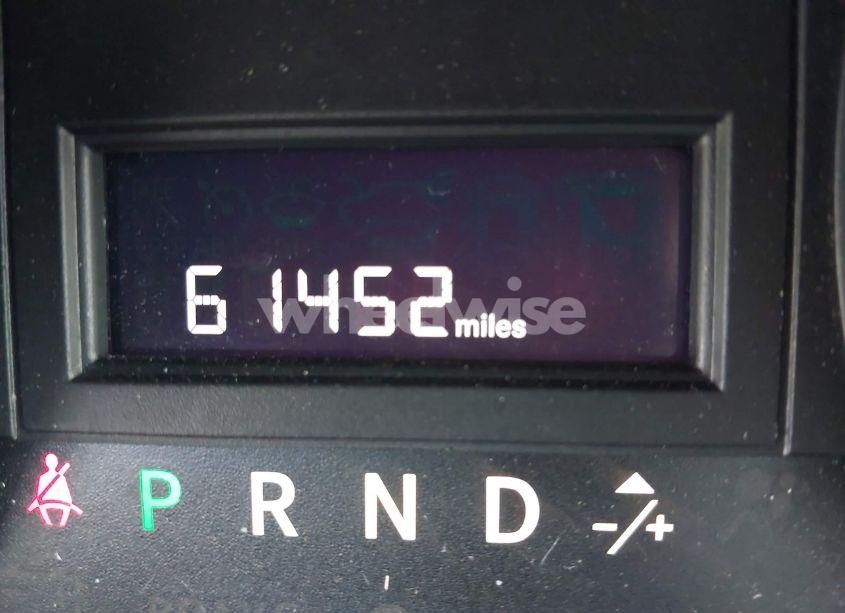 61452 miles
wheelwise
P R N D -/+